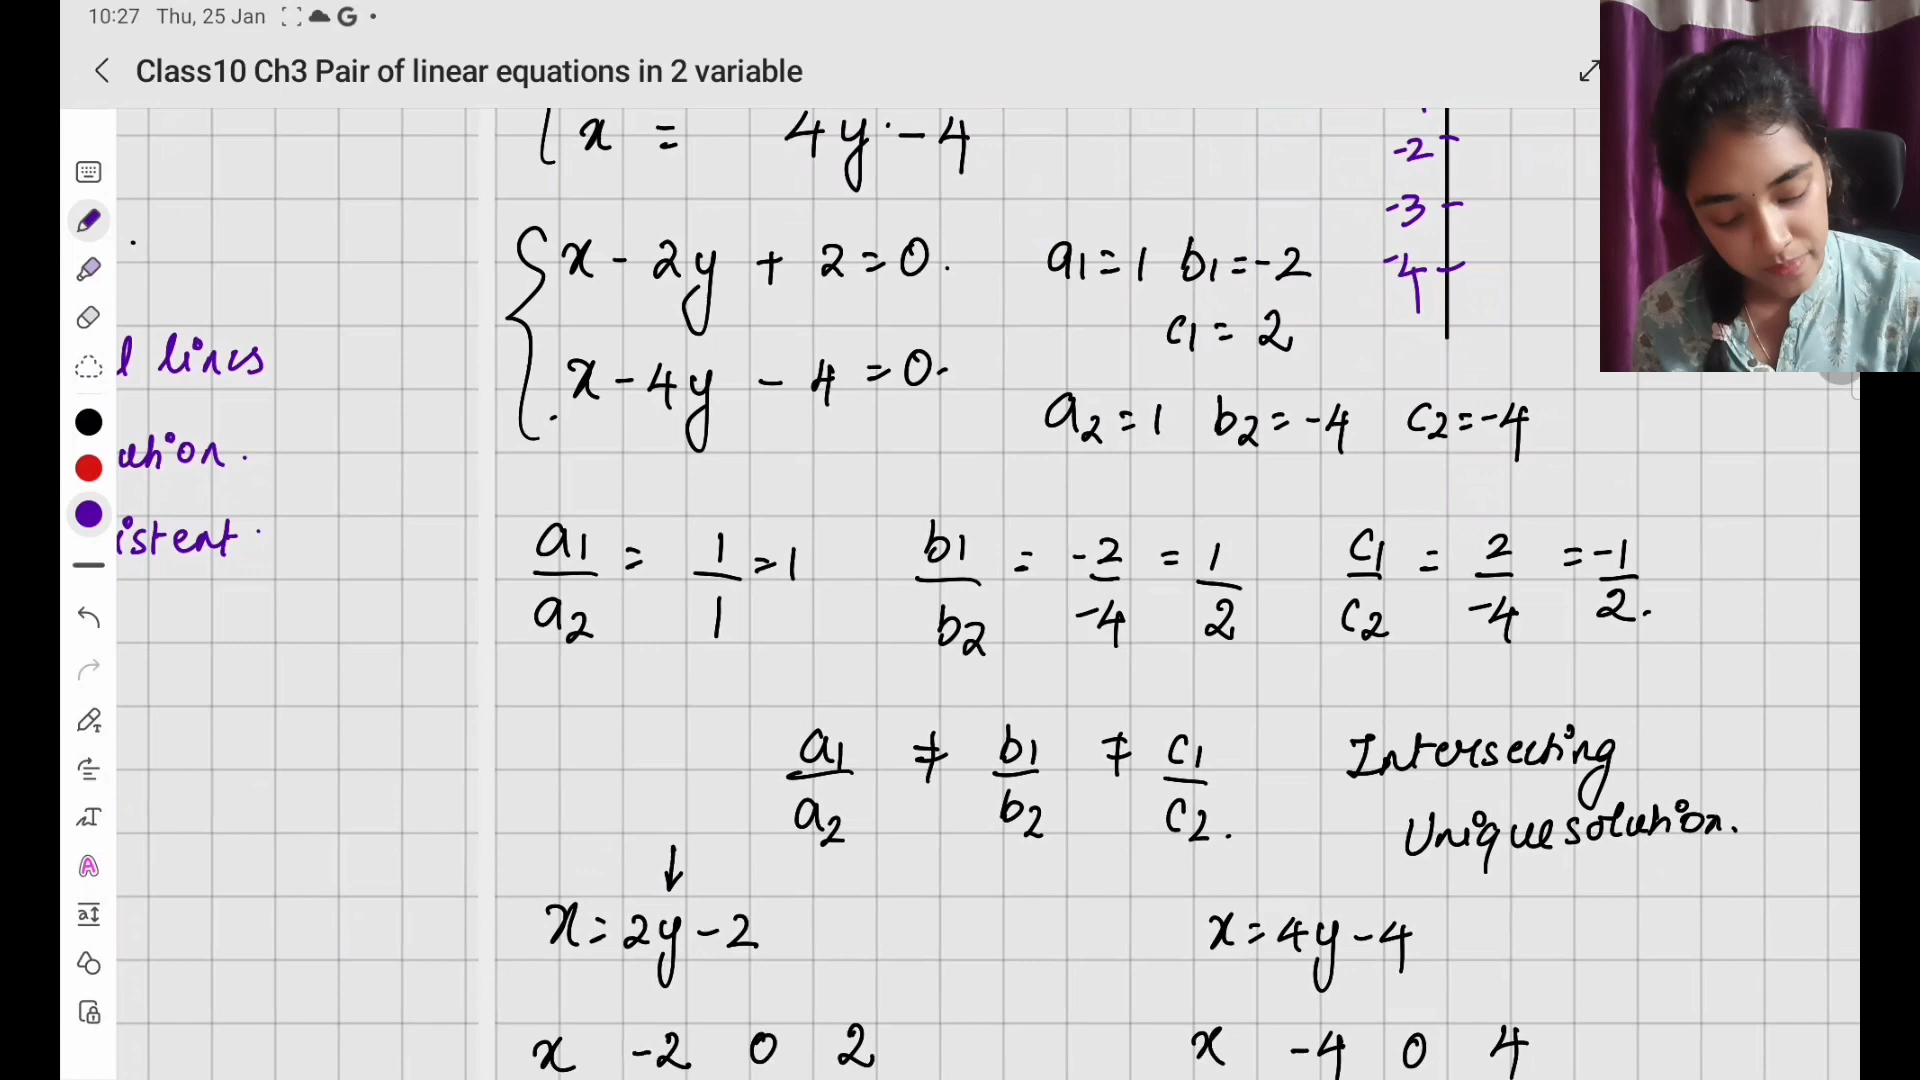 10:27 Thu, 25 Jan
Class10 Ch3 Pair of linear equations in 2 variable
x = 4y - 4
-2
-3
-4
x - 2y + 2 = 0. a1 = 1 b1 = -2
c1 = 2
x - 4y - 4 = 0.
a2 = 1 b2 = -4 c2 = -4
l lines
ution.
istent.
a1/a2 = 1/1 = 1 b1/b2 = -2/-4 = 1/2 c1/c2 = 2/-4 = -1/2.
a1/a2 ≠ b1/b2 ≠ c1/c2. Intersecting
Unique solution.
↓
x = 2y - 2 x = 4y - 4
x -2 0 2 x -4 0 4